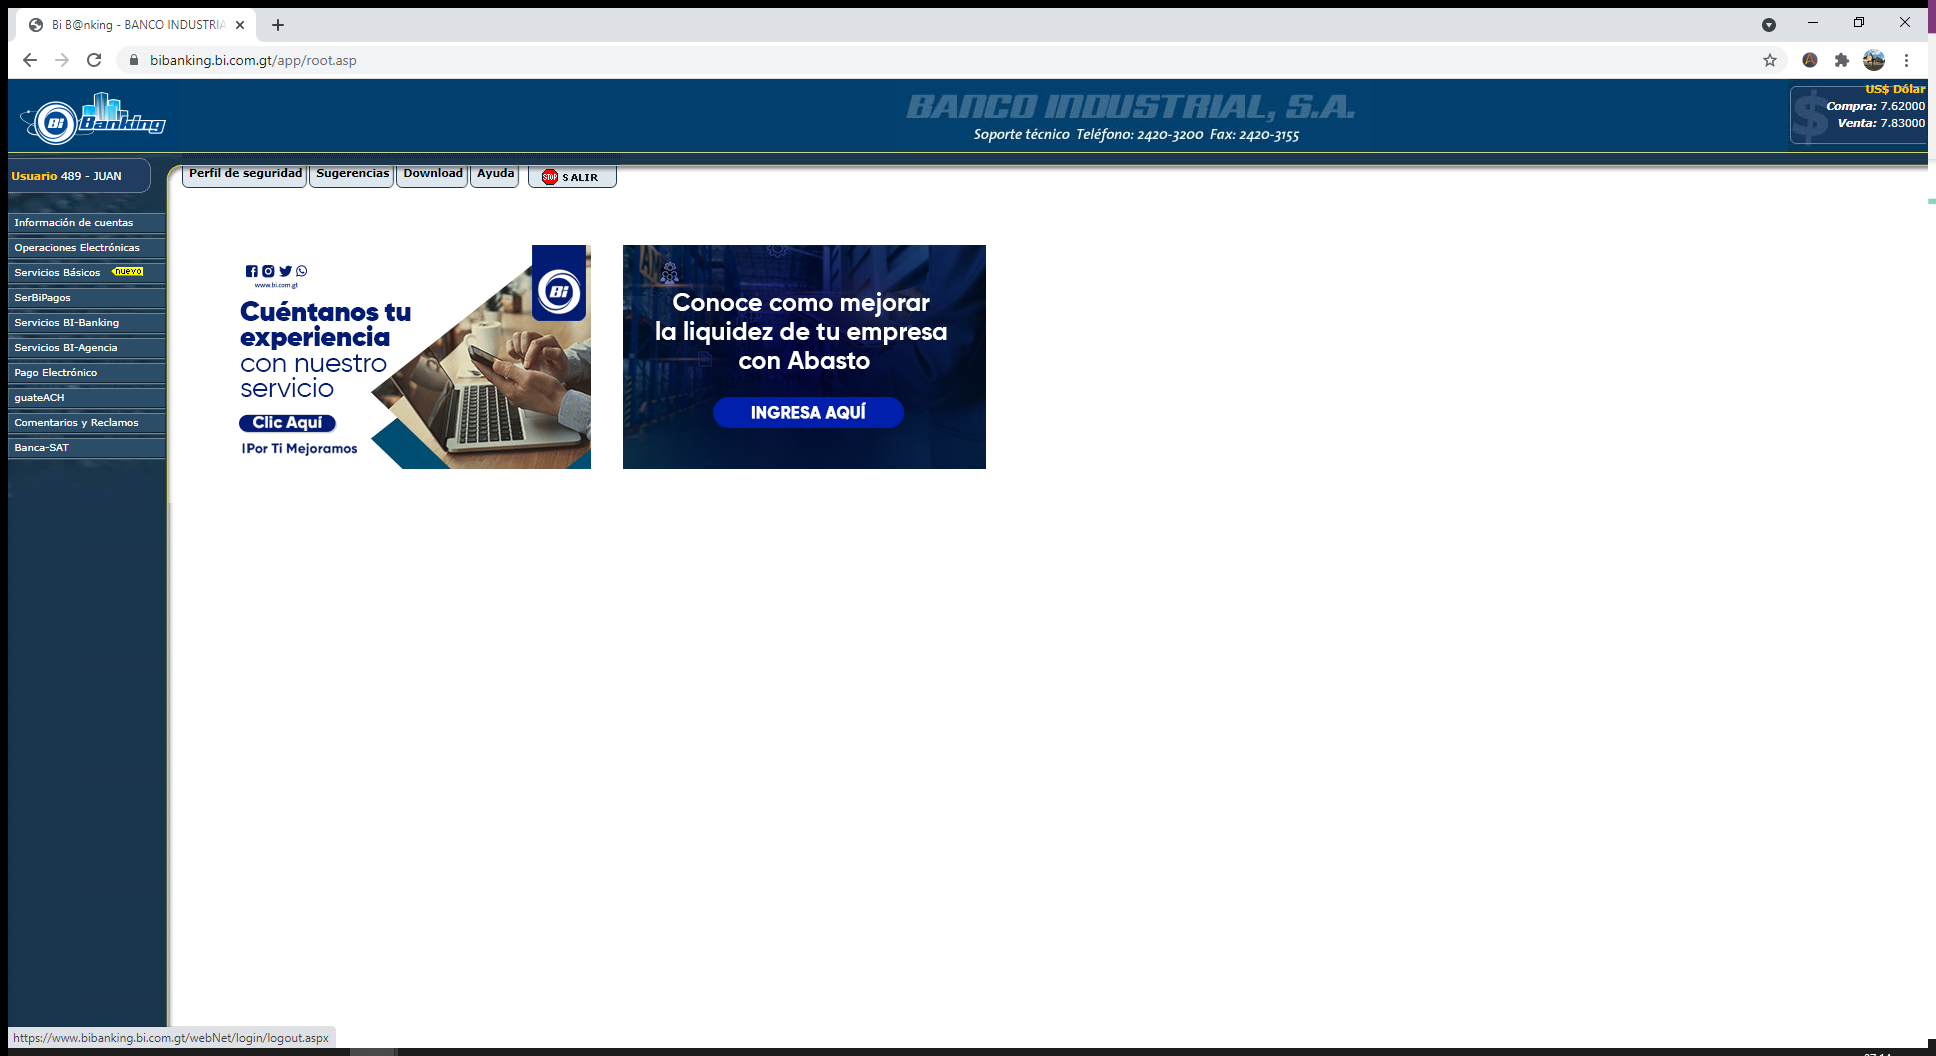 Bi B@nking - BANCO INDUSTRIA
bibanking.bi.com.gt/app/root.asp
Bi Banking
BANCO INDUSTRIAL, S.A.
Soporte técnico Teléfono: 2420-3200 Fax: 2420-3155
US$ Dólar
Compra: 7.62000
Venta: 7.83000
Usuario 489 - JUAN
Perfil de seguridad
Sugerencias
Download
Ayuda
STOP SALIR
Información de cuentas
Operaciones Electrónicas
Servicios Básicos nuevo
SerBiPagos
Servicios BI-Banking
Servicios BI-Agencia
Pago Electrónico
guateACH
Comentarios y Reclamos
Banca-SAT
www.bi.com.gt
Cuéntanos tu
experiencia
con nuestro
servicio
Clic Aquí
¡Por Ti Mejoramos
Bi
Conoce como mejorar
la liquidez de tu empresa
con Abasto
INGRESA AQUÍ
https://www.bibanking.bi.com.gt/webNet/login/logout.aspx